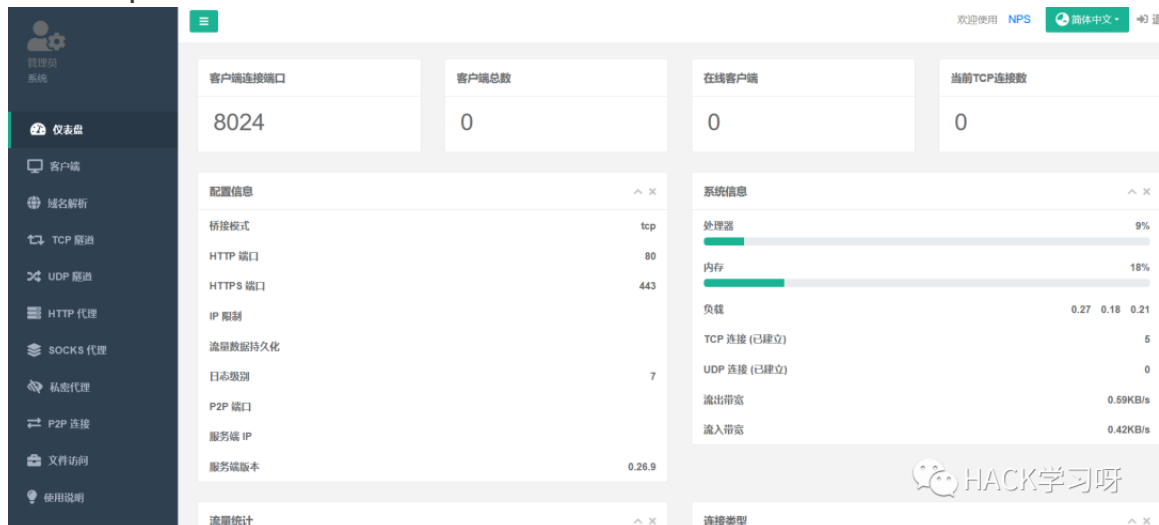 欢迎使用 NPS 简体中文
管理员
系统
仪表盘
客户端
域名解析
TCP 隧道
UDP 隧道
HTTP 代理
SOCKS 代理
私密代理
P2P 连接
文件访问
使用说明
客户端连接端口 客户端总数 在线客户端 当前TCP连接数
8024 0 0 0
配置信息
桥接模式 tcp
HTTP 端口 80
HTTPS 端口 443
IP 限制
流量数据持久化
日志级别 7
P2P 端口
服务端 IP
服务端版本 0.26.9
系统信息
处理器 9%
内存 18%
负载 0.27 0.18 0.21
TCP 连接 (已建立) 5
UDP 连接 (已建立) 0
流出带宽 0.59KB/s
流入带宽 0.42KB/s
流量统计 连接类型
HACK学习呀